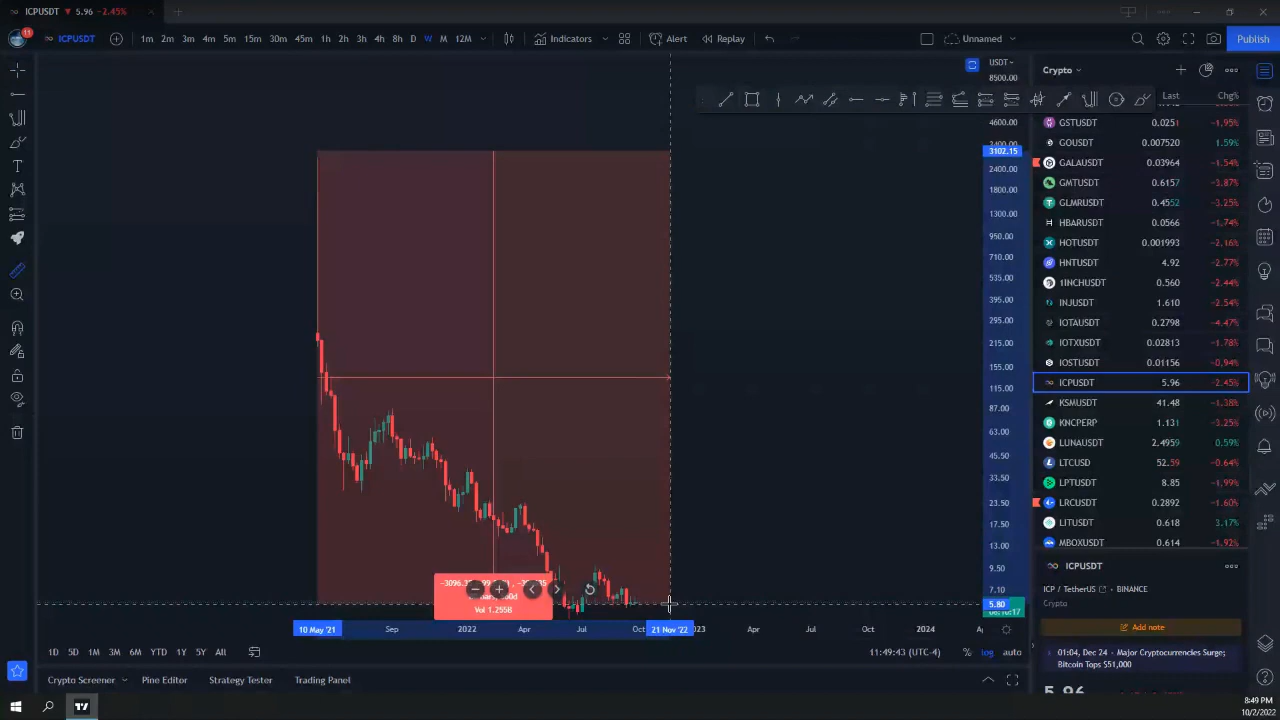 ICPUSDT ▼ 5.96 −2.45%
11
ICPUSDT
1m 2m 3m 4m 5m 15m 30m 45m 1h 2h 3h 4h 8h D W M 12M
Indicators
Alert
Replay
Unnamed
Publish
USDT
8500.00
4600.00
3102.15
2400.00
1800.00
1300.00
950.00
710.00
535.00
395.00
295.00
215.00
155.00
115.00
87.00
63.00
45.50
33.50
23.50
17.50
13.00
9.50
7.10
5.80
Vol 1.255B
10 May '21 Sep 2022 Apr Jul Oct 21 Nov '22 Apr Jul Oct 2024
1D 5D 1M 3M 6M YTD 1Y 5Y All
11:49:43 (UTC-4) % log auto
Crypto Screener Pine Editor Strategy Tester Trading Panel
Crypto
Last Chg%
GSTUSDT 0.0251 −1.95%
GOUSDT 0.007520 1.59%
GALAUSDT 0.03964 −1.54%
GMTUSDT 0.6157 −3.87%
GLMRUSDT 0.4552 −3.25%
HBARUSDT 0.0566 −1.74%
HOTUSDT 0.001993 −2.16%
HNTUSDT 4.92 −2.77%
1INCHUSDT 0.560 −2.44%
INJUSDT 1.610 −2.54%
IOTAUSDT 0.2798 −4.47%
IOTXUSDT 0.02813 −1.78%
IOSTUSDT 0.01156 −0.94%
ICPUSDT 5.96 −2.45%
KSMUSDT 41.48 −1.38%
KNCPERP 1.131 −3.25%
LUNAUSDT 2.4959 0.59%
LTCUSD 52.59 −0.64%
LPTUSDT 8.85 −1.99%
LRCUSDT 0.2892 −1.60%
LITUSDT 0.618 3.17%
MBOXUSDT 0.614 −1.92%
ICPUSDT
ICP / TetherUS • BINANCE
Crypto
Add note
01:04, Dec 24 • Major Cryptocurrencies Surge;
Bitcoin Tops $51,000
5.96
8:49 PM
10/2/2022